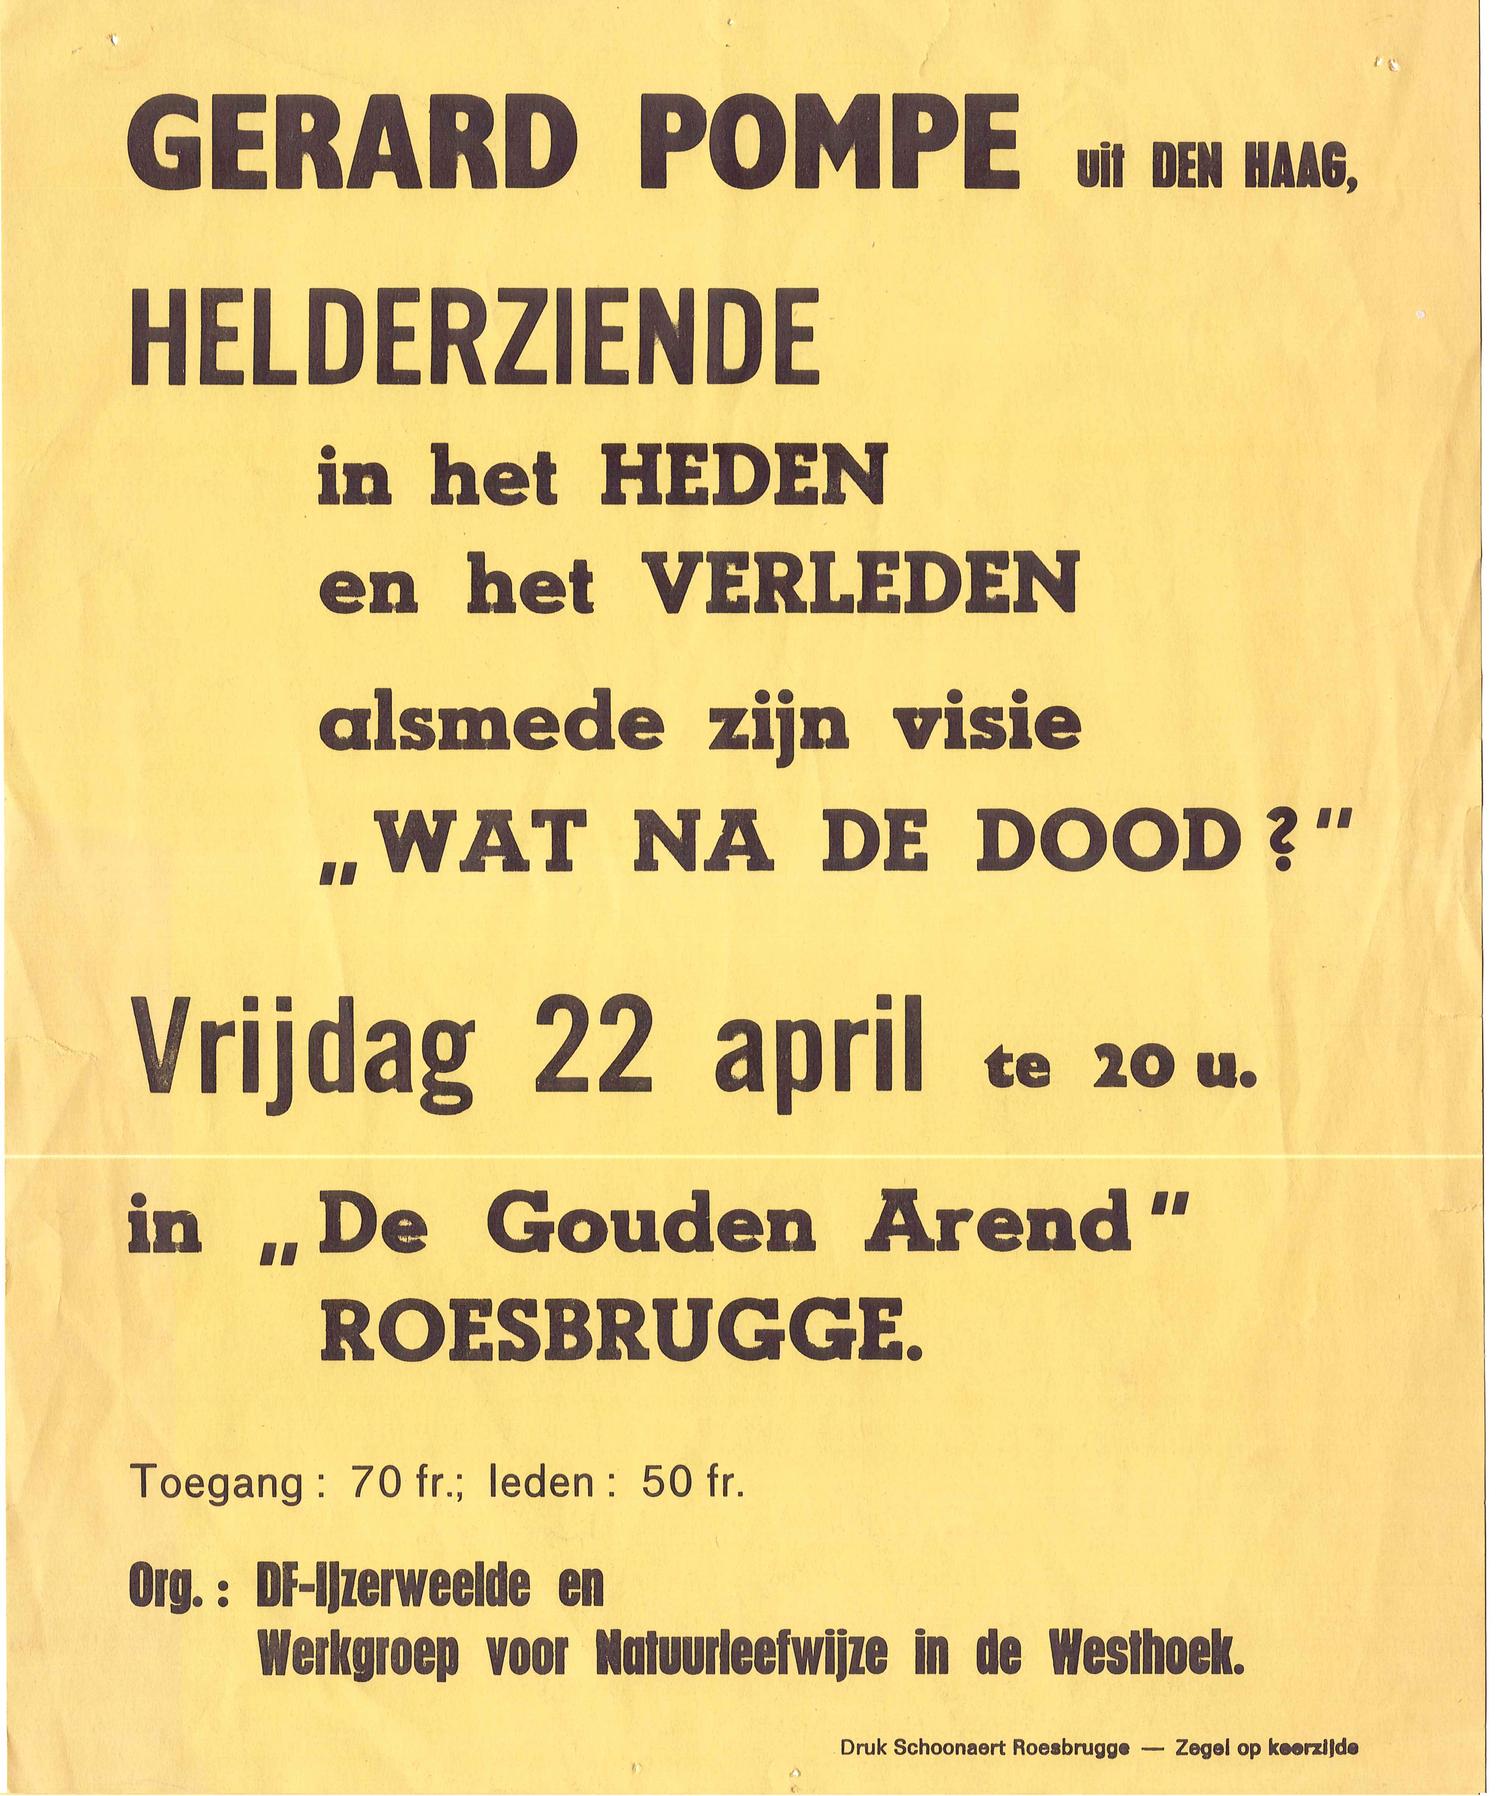 GERARD POMPE uit DEN HAAG,
HELDERZIENDE
in het HEDEN
en het VERLEDEN
alsmede zijn visie
„WAT NA DE DOOD?"
Vrijdag 22 april te 20 u.
in „De Gouden Arend"
ROESBRUGGE.
Toegang : 70 fr.; leden : 50 fr.
Org. : DF-IJzerweelde en
Werkgroep voor Natuurleefwijze in de Westhoek.
Druk Schoonaert Roesbrugge — Zegel op keerzijde